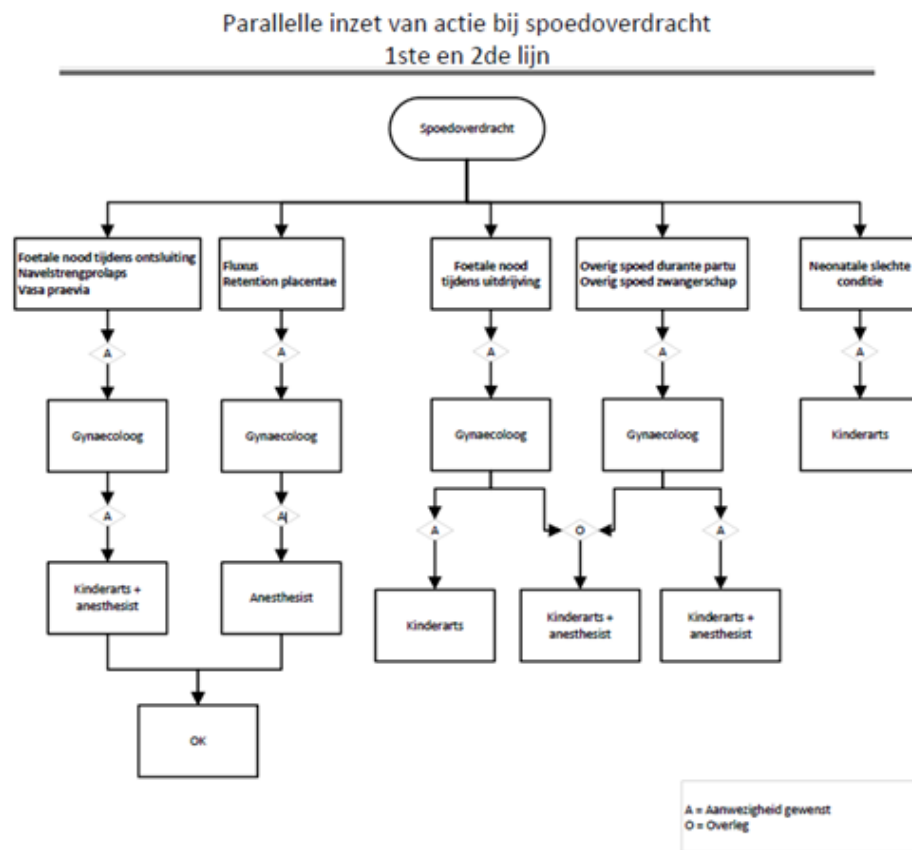 Parallelle inzet van actie bij spoedoverdracht
1ste en 2de lijn
Spoedoverdracht
Foetale nood tijdens ontsluiting
Navelstrengprolaps
Vasa praevia
Fluxus
Retention placentae
Foetale nood
tijdens uitdrijving
Overig spoed durante partu
Overig spoed zwangerschap
Neonatale slechte
conditie
A
A
A
A
A
Gynaecoloog
Gynaecoloog
Gynaecoloog
Gynaecoloog
Kinderarts
A
A
A
O
A
Kinderarts +
anesthesist
Anesthesist
Kinderarts
Kinderarts +
anesthesist
Kinderarts +
anesthesist
OK
A = Aanwezigheid gewenst
O = Overleg